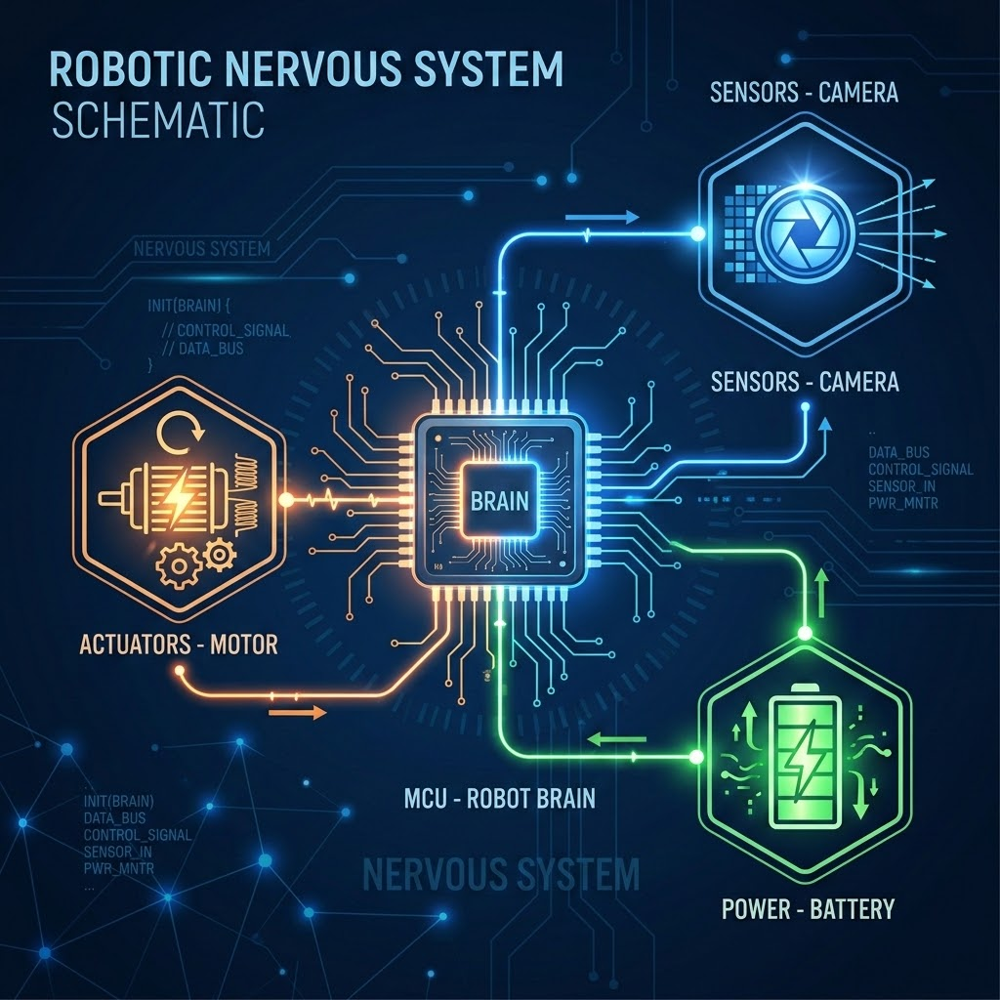 ROBOTIC NERVOUS SYSTEM
SCHEMATIC
SENSORS - CAMERA
NERVOUS SYSTEM
INIT(BRAIN) {
// CONTROL_SIGNAL
// DATA_BUS
}
SENSORS - CAMERA
DATA_BUS
CONTROL_SIGNAL
SENSOR_IN
PWR_MNTR
BRAIN
ACTUATORS - MOTOR
MCU - ROBOT BRAIN
INIT(BRAIN)
DATA_BUS
CONTROL_SIGNAL
SENSOR_IN
PWR_MNTR
...
NERVOUS SYSTEM
POWER - BATTERY